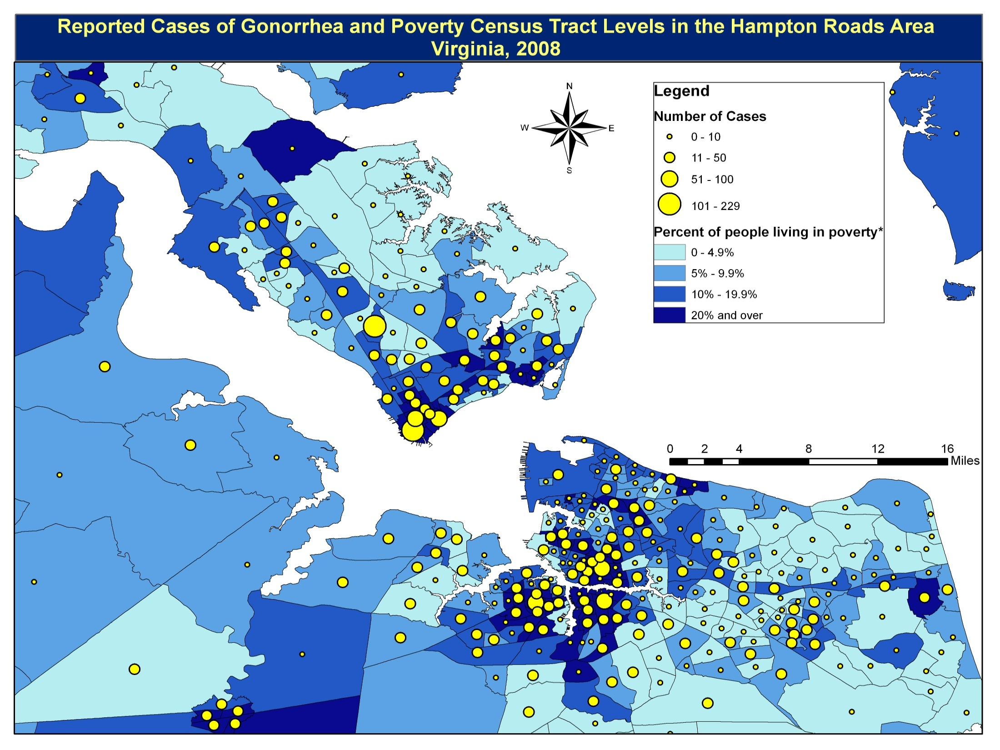 Reported Cases of Gonorrhea and Poverty Census Tract Levels in the Hampton Roads Area
Virginia, 2008
N
W E
S
Legend
Number of Cases
0 - 10
11 - 50
51 - 100
101 - 229
Percent of people living in poverty*
0 - 4.9%
5% - 9.9%
10% - 19.9%
20% and over
0 2 4 8 12 16
Miles